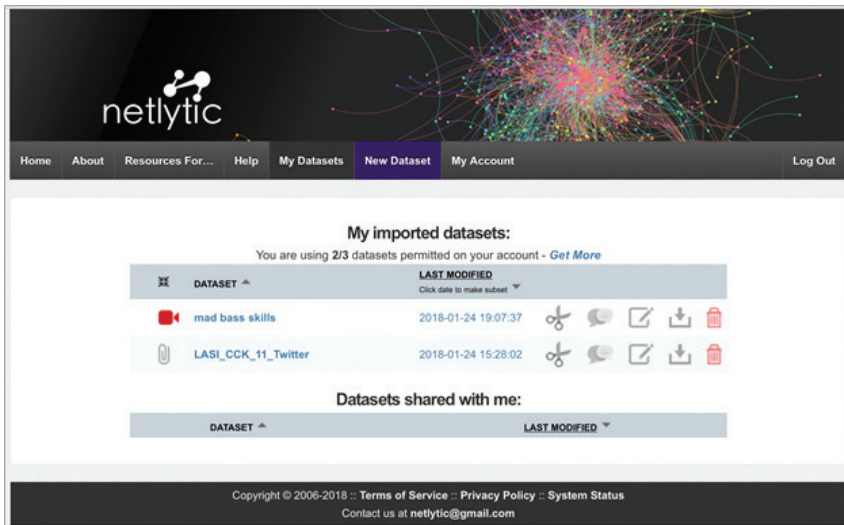 netlytic
Home About Resources For... Help My Datasets New Dataset My Account Log Out
My imported datasets:
You are using 2/3 datasets permitted on your account - Get More
DATASET LAST MODIFIED
Click date to make subset
mad bass skills 2018-01-24 19:07:37
LASI_CCK_11_Twitter 2018-01-24 15:28:02
Datasets shared with me:
DATASET LAST MODIFIED
Copyright © 2006-2018 :: Terms of Service :: Privacy Policy :: System Status
Contact us at netlytic@gmail.com